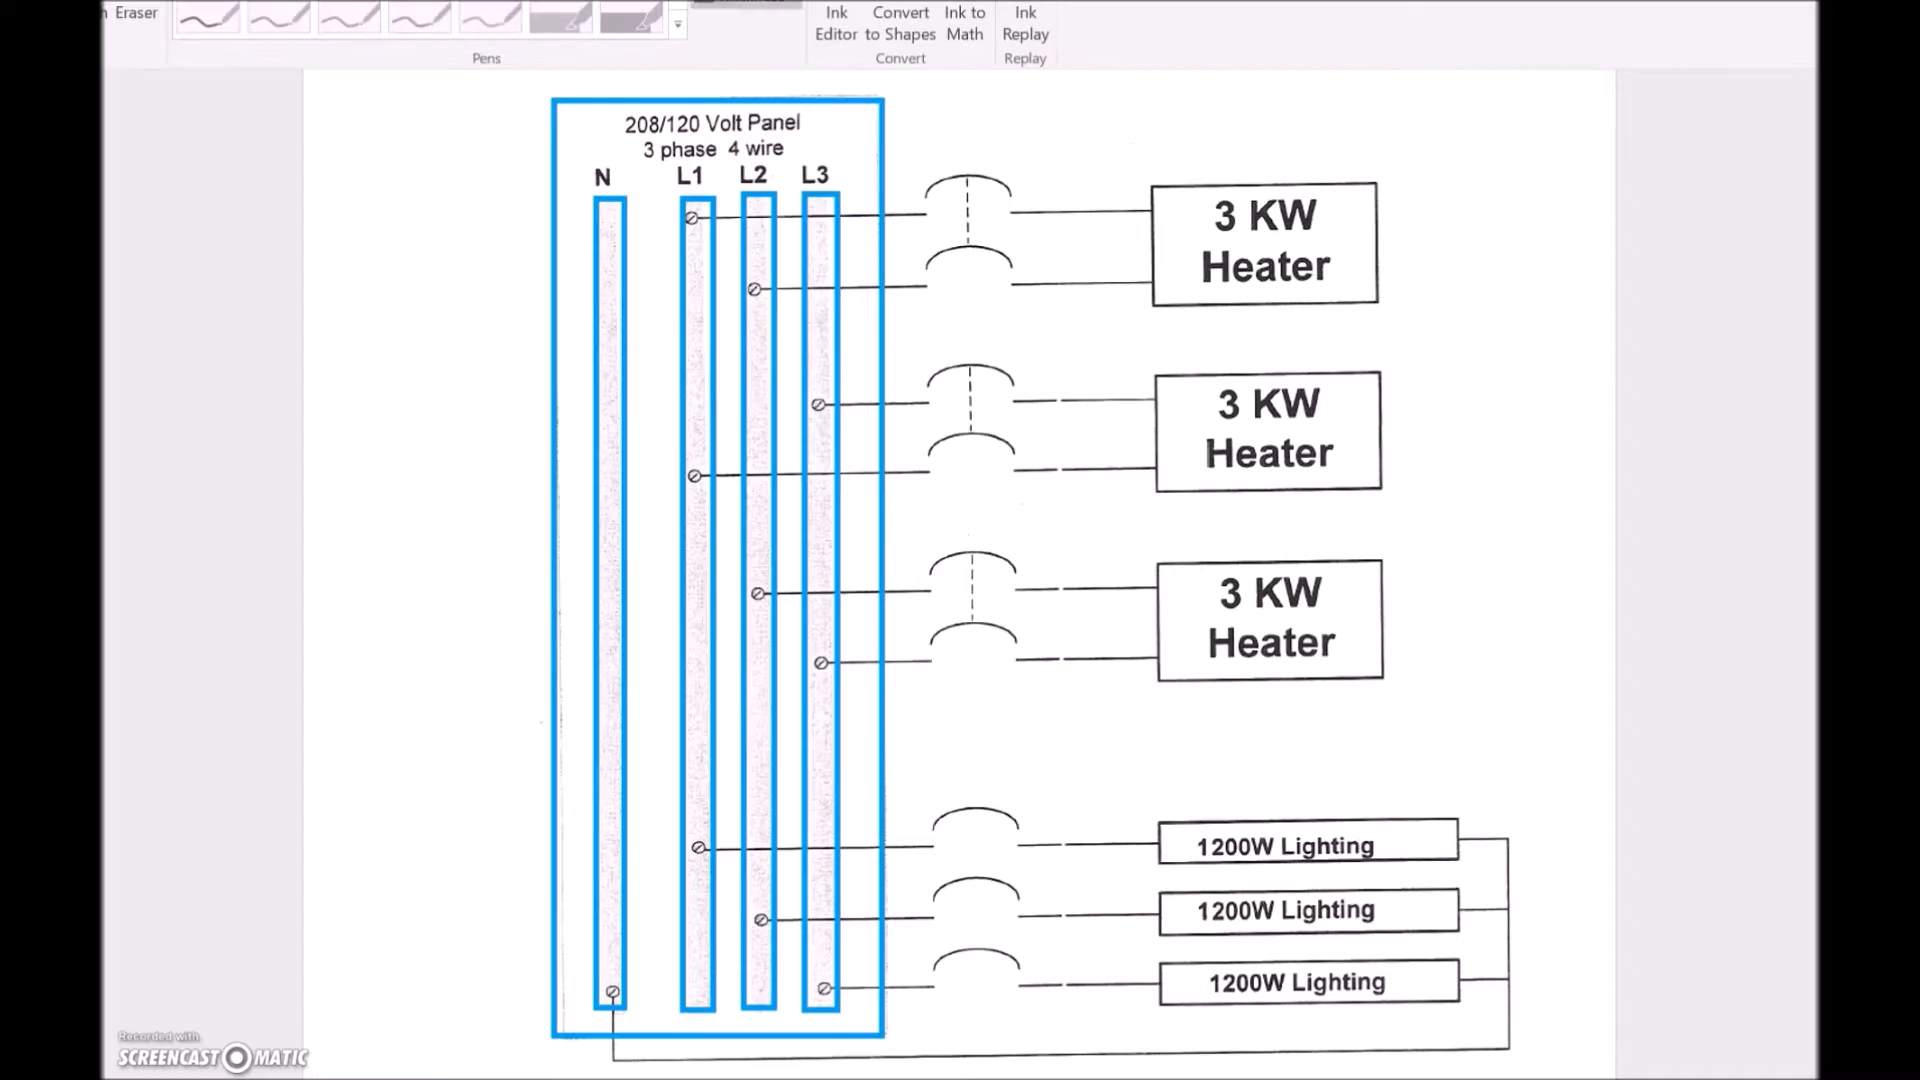 Eraser
Ink Editor
Convert to Shapes
Ink to Math
Ink Replay
Pens
Convert
Replay
208/120 Volt Panel
3 phase 4 wire
N L1 L2 L3
3 KW
Heater
3 KW
Heater
3 KW
Heater
1200W Lighting
1200W Lighting
1200W Lighting
Recorded with
SCREENCAST O MATIC